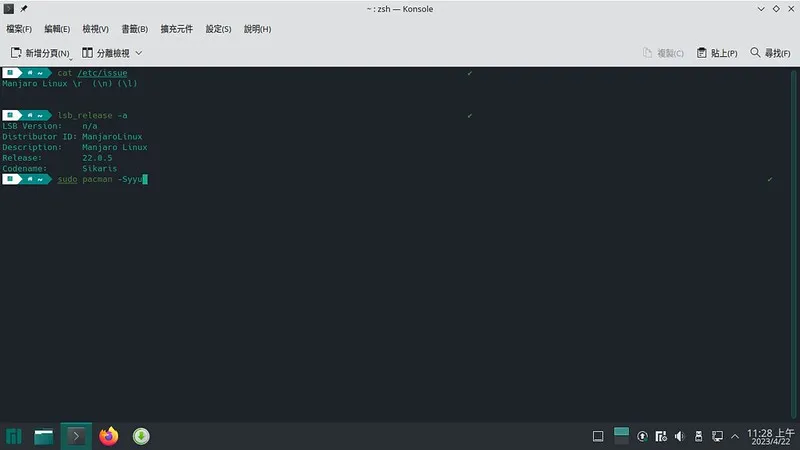 ~ : zsh — Konsole
檔案(F) 編輯(E) 檢視(V) 書籤(B) 擴充元件 設定(S) 說明(H)
新增分頁(N) 分離檢視 複製(C) 貼上(P) 尋找(F)
~ cat /etc/issue ✔
Manjaro Linux \r (\n) (\l)
~ lsb_release -a ✔
LSB Version: n/a
Distributor ID: ManjaroLinux
Description: Manjaro Linux
Release: 22.0.5
Codename: Sikaris
~ sudo pacman -Syyu ✔
11:28 上午
2023/4/22